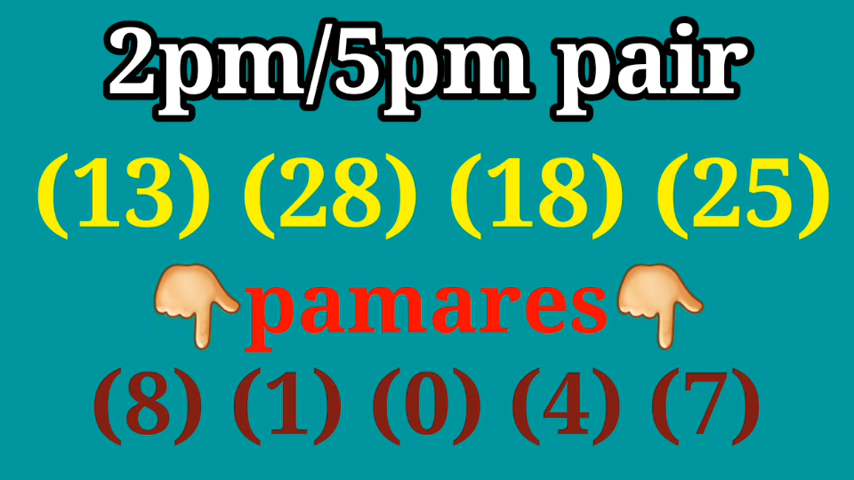 2pm/5pm pair
(13) (28) (18) (25)
pamares
(8) (1) (0) (4) (7)